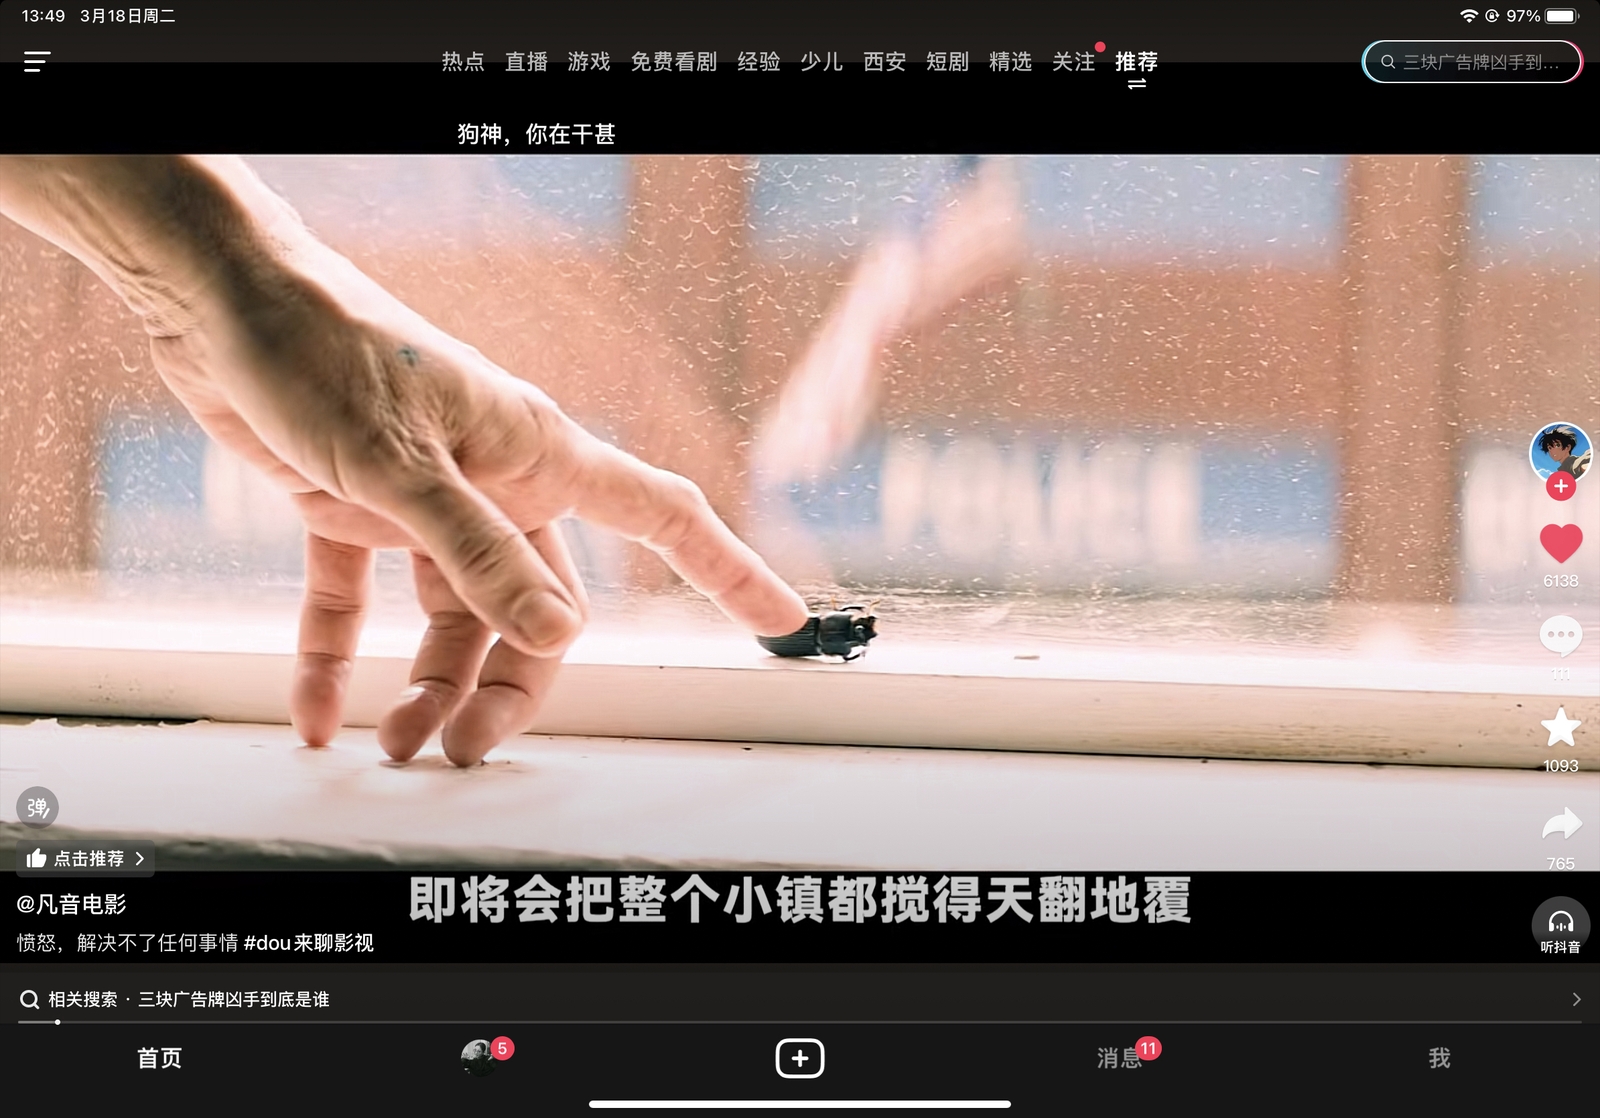 13:49 3月18日周二
97%
热点 直播 游戏 免费看剧 经验 少儿 西安 短剧 精选 关注 推荐
三块广告牌凶手到...
狗神，你在干甚
6138
111
1093
765
弹
点击推荐
@凡音电影
即将会把整个小镇都搅得天翻地覆
愤怒，解决不了任何事情 #dou来聊影视
听抖音
相关搜索 · 三块广告牌凶手到底是谁
首页 5 消息 11 我